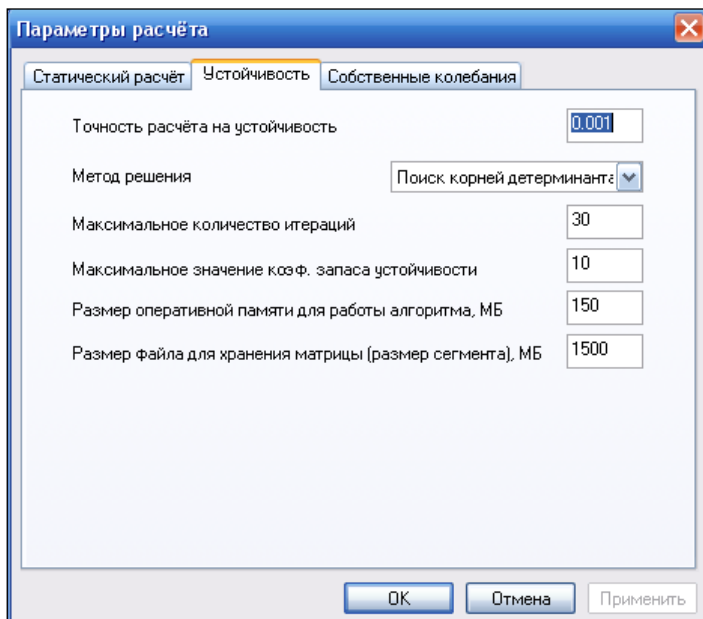 Параметры расчёта
Статический расчёт Устойчивость Собственные колебания
Точность расчёта на устойчивость 0.001
Метод решения Поиск корней детерминанта
Максимальное количество итераций 30
Максимальное значение коэф. запаса устойчивости 10
Размер оперативной памяти для работы алгоритма, МБ 150
Размер файла для хранения матрицы (размер сегмента), МБ 1500
OK Отмена Применить